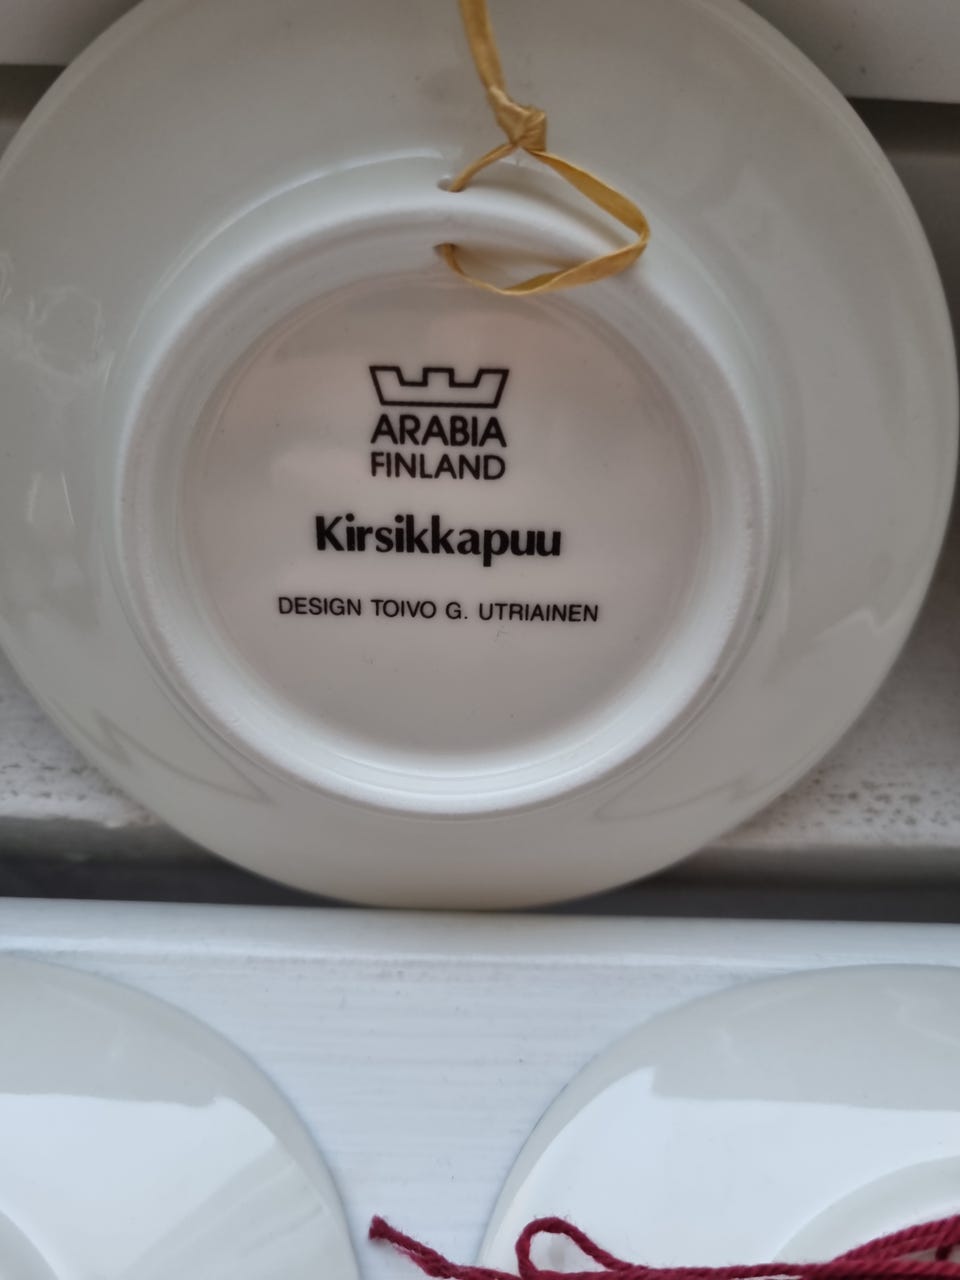 ARABIA
FINLAND
Kirsikkapuu
DESIGN TOIVO G. UTRIAINEN